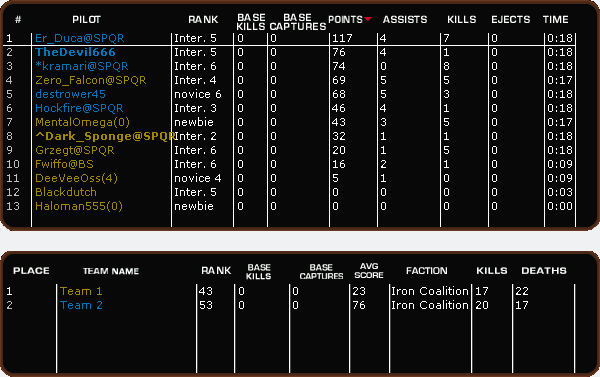 # PILOT RANK BASE KILLS BASE CAPTURES POINTS ASSISTS KILLS EJECTS TIME
1 Er_Duca@SPQR Inter. 5 0 0 117 4 7 0 0:18
2 TheDevil666 Inter. 5 0 0 76 4 1 0 0:18
3 *kramari@SPQR Inter. 5 0 0 74 0 8 0 0:18
4 Zero_Falcon@SPQR Inter. 4 0 0 69 5 5 0 0:17
5 destrower45 novice 6 0 0 68 5 3 0 0:18
6 Hockfire@SPQR Inter. 3 0 0 46 4 1 0 0:18
7 MentalOmega(0) newbie 0 0 43 3 5 0 0:17
8 ^Dark_Sponge@SPQR Inter. 2 0 0 32 1 1 0 0:18
9 Grzegt@SPQR Inter. 6 0 0 20 1 5 0 0:18
10 Fwiffo@BS Inter. 6 0 0 16 2 1 0 0:09
11 DeeVeeOss(4) novice 4 0 0 5 1 0 0 0:09
12 Blackdutch Inter. 5 0 0 0 0 0 0 0:03
13 Haloman555(0) newbie 0 0 0 0 0 0 0:00
PLACE TEAM NAME RANK BASE KILLS BASE CAPTURES AVG SCORE FACTION KILLS DEATHS
1 Team 1 43 0 0 23 Iron Coalition 17 22
2 Team 2 53 0 0 76 Iron Coalition 20 17